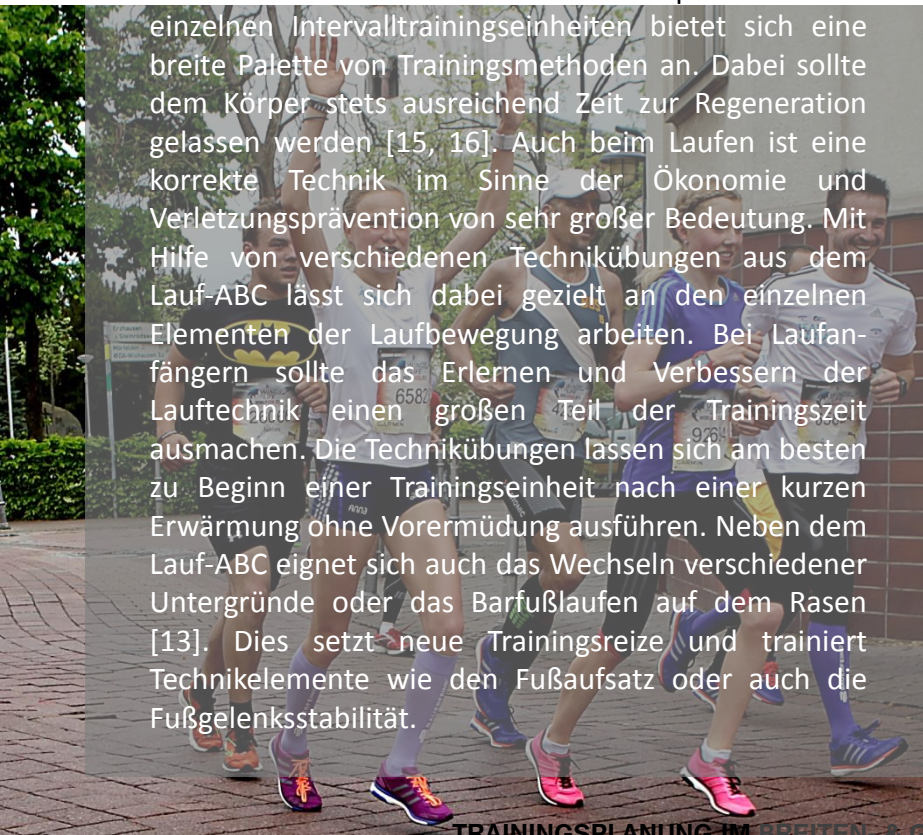 einzelnen Intervalltrainingseinheiten bietet sich eine
breite Palette von Trainingsmethoden an. Dabei sollte
dem Körper stets ausreichend Zeit zur Regeneration
gelassen werden [15, 16]. Auch beim Laufen ist eine
korrekte Technik im Sinne der Ökonomie und
Verletzungsprävention von sehr großer Bedeutung. Mit
Hilfe von verschiedenen Technikübungen aus dem
Lauf-ABC lässt sich dabei gezielt an den einzelnen
Elementen der Laufbewegung arbeiten. Bei Laufan-
fängern sollte das Erlernen und Verbessern der
Lauftechnik einen großen Teil der Trainingszeit
ausmachen. Die Technikübungen lassen sich am besten
zu Beginn einer Trainingseinheit nach einer kurzen
Erwärmung ohne Vorermüdung ausführen. Neben dem
Lauf-ABC eignet sich auch das Wechseln verschiedener
Untergründe oder das Barfußlaufen auf dem Rasen
[13]. Dies setzt neue Trainingsreize und trainiert
Technikelemente wie den Fußaufsatz oder auch die
Fußgelenksstabilität.
6582
anna
TRAININGSPLANUNG IM BREITEN- &